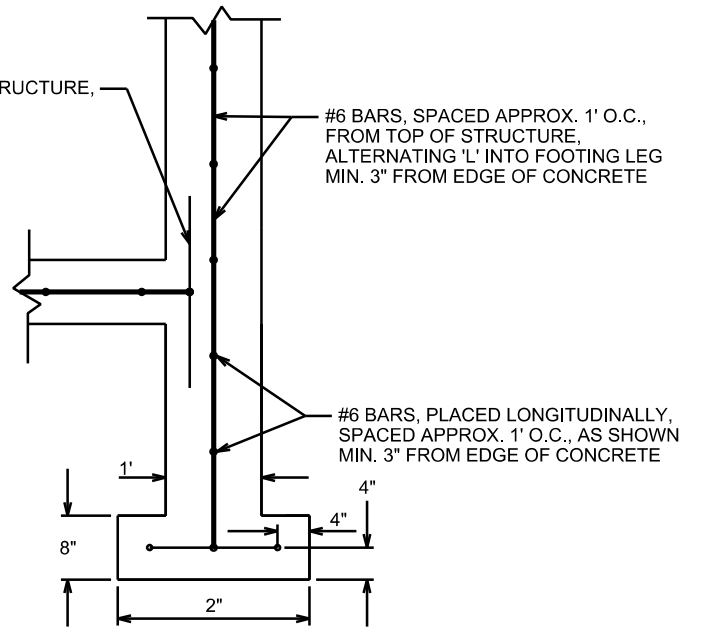 RUCTURE,
#6 BARS, SPACED APPROX. 1' O.C.,
FROM TOP OF STRUCTURE,
ALTERNATING 'L' INTO FOOTING LEG
MIN. 3" FROM EDGE OF CONCRETE
#6 BARS, PLACED LONGITUDINALLY,
SPACED APPROX. 1' O.C., AS SHOWN
MIN. 3" FROM EDGE OF CONCRETE
1'
4"
4"
8"
2"